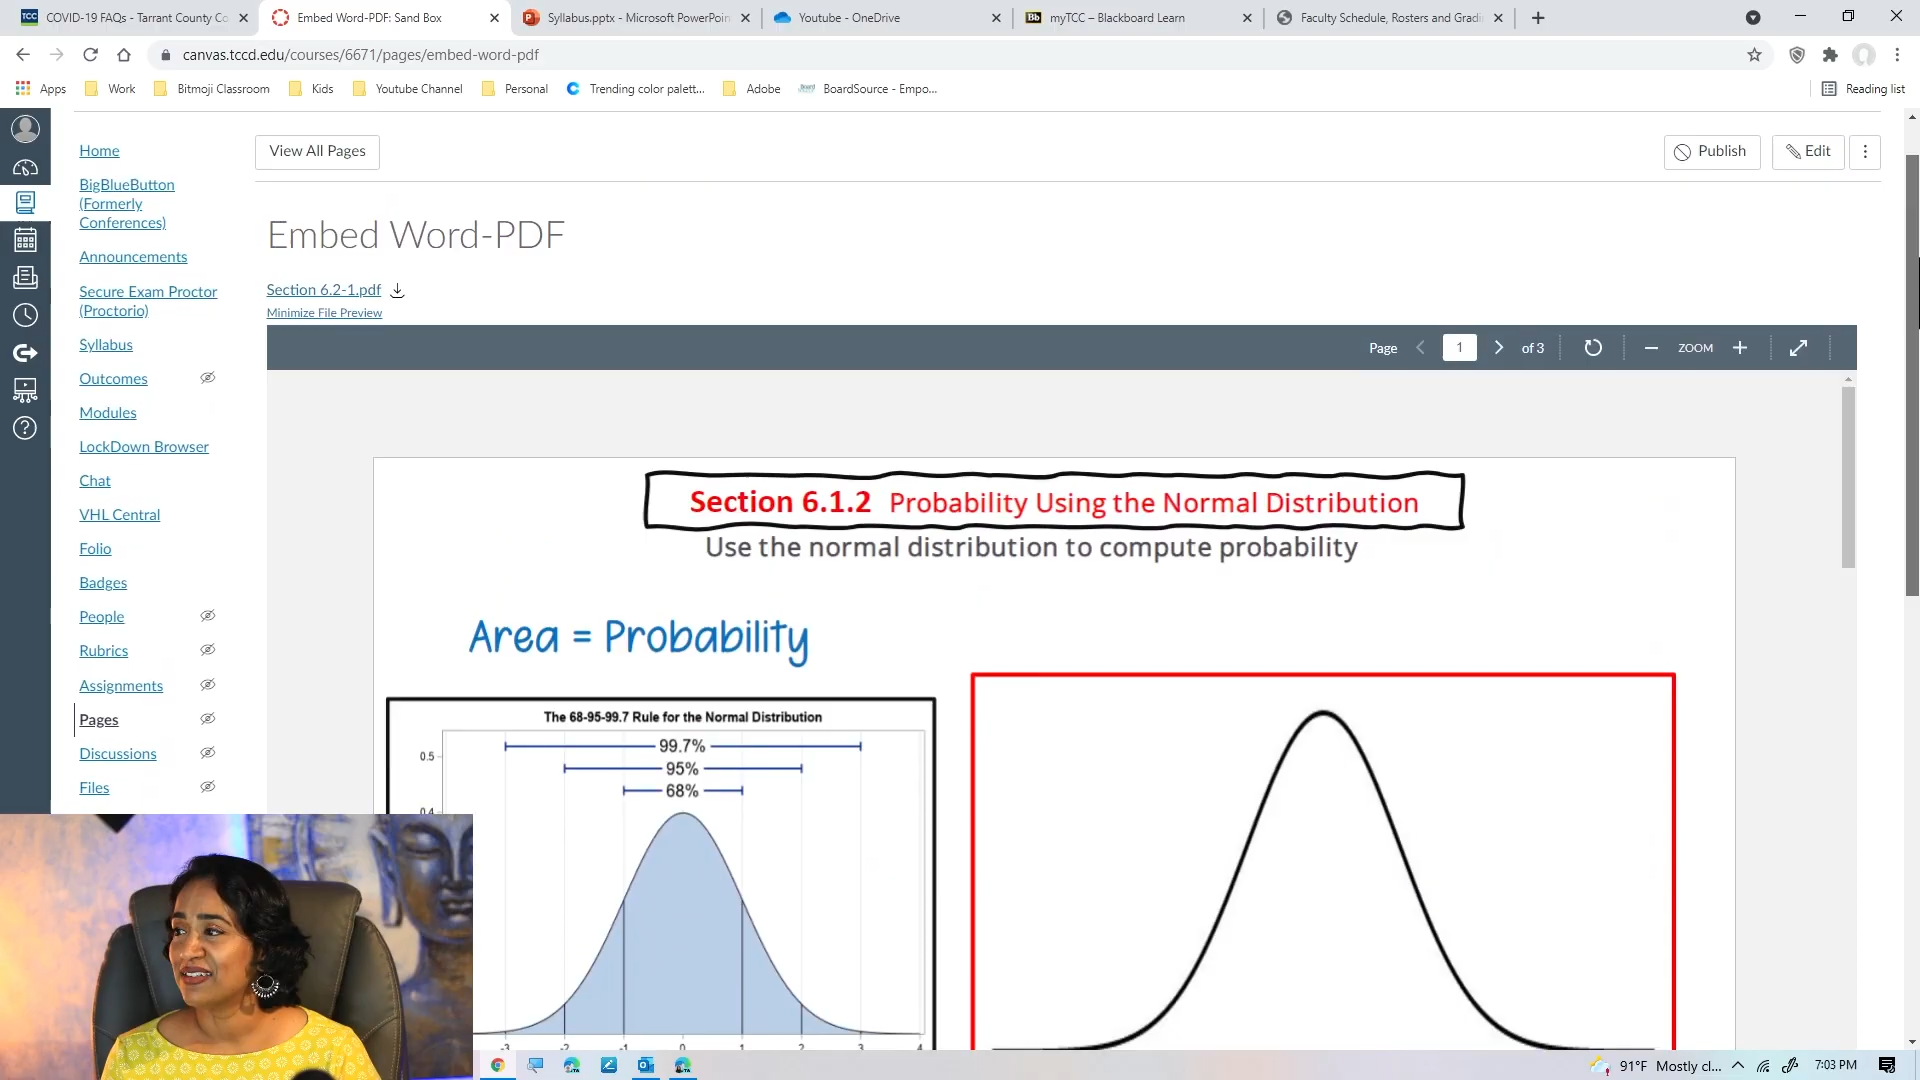 COVID-19 FAQs - Tarrant County Co
Embed Word-PDF: Sand Box
Syllabus.pptx - Microsoft PowerPoin
Youtube - OneDrive
myTCC – Blackboard Learn
Faculty Schedule, Rosters and Gradi
canvas.tccd.edu/courses/6671/pages/embed-word-pdf
Apps
Work
Bitmoji Classroom
Kids
Youtube Channel
Personal
Trending color palett...
Adobe
BoardSource - Empo...
Reading list
Home
BigBlueButton
(Formerly
Conferences)
Announcements
Secure Exam Proctor
(Proctorio)
Syllabus
Outcomes
Modules
LockDown Browser
Chat
VHL Central
Folio
Badges
People
Rubrics
Assignments
Pages
Discussions
Files
View All Pages
Publish
Edit
Embed Word-PDF
Section 6.2-1.pdf
Minimize File Preview
Page 1 of 3
ZOOM
Section 6.1.2 Probability Using the Normal Distribution
Use the normal distribution to compute probability
Area = Probability
The 68-95-99.7 Rule for the Normal Distribution
99.7%
0.5
95%
68%
0.4
-3 -2 -1 0 1 2 3 4
91°F Mostly cl...
7:03 PM